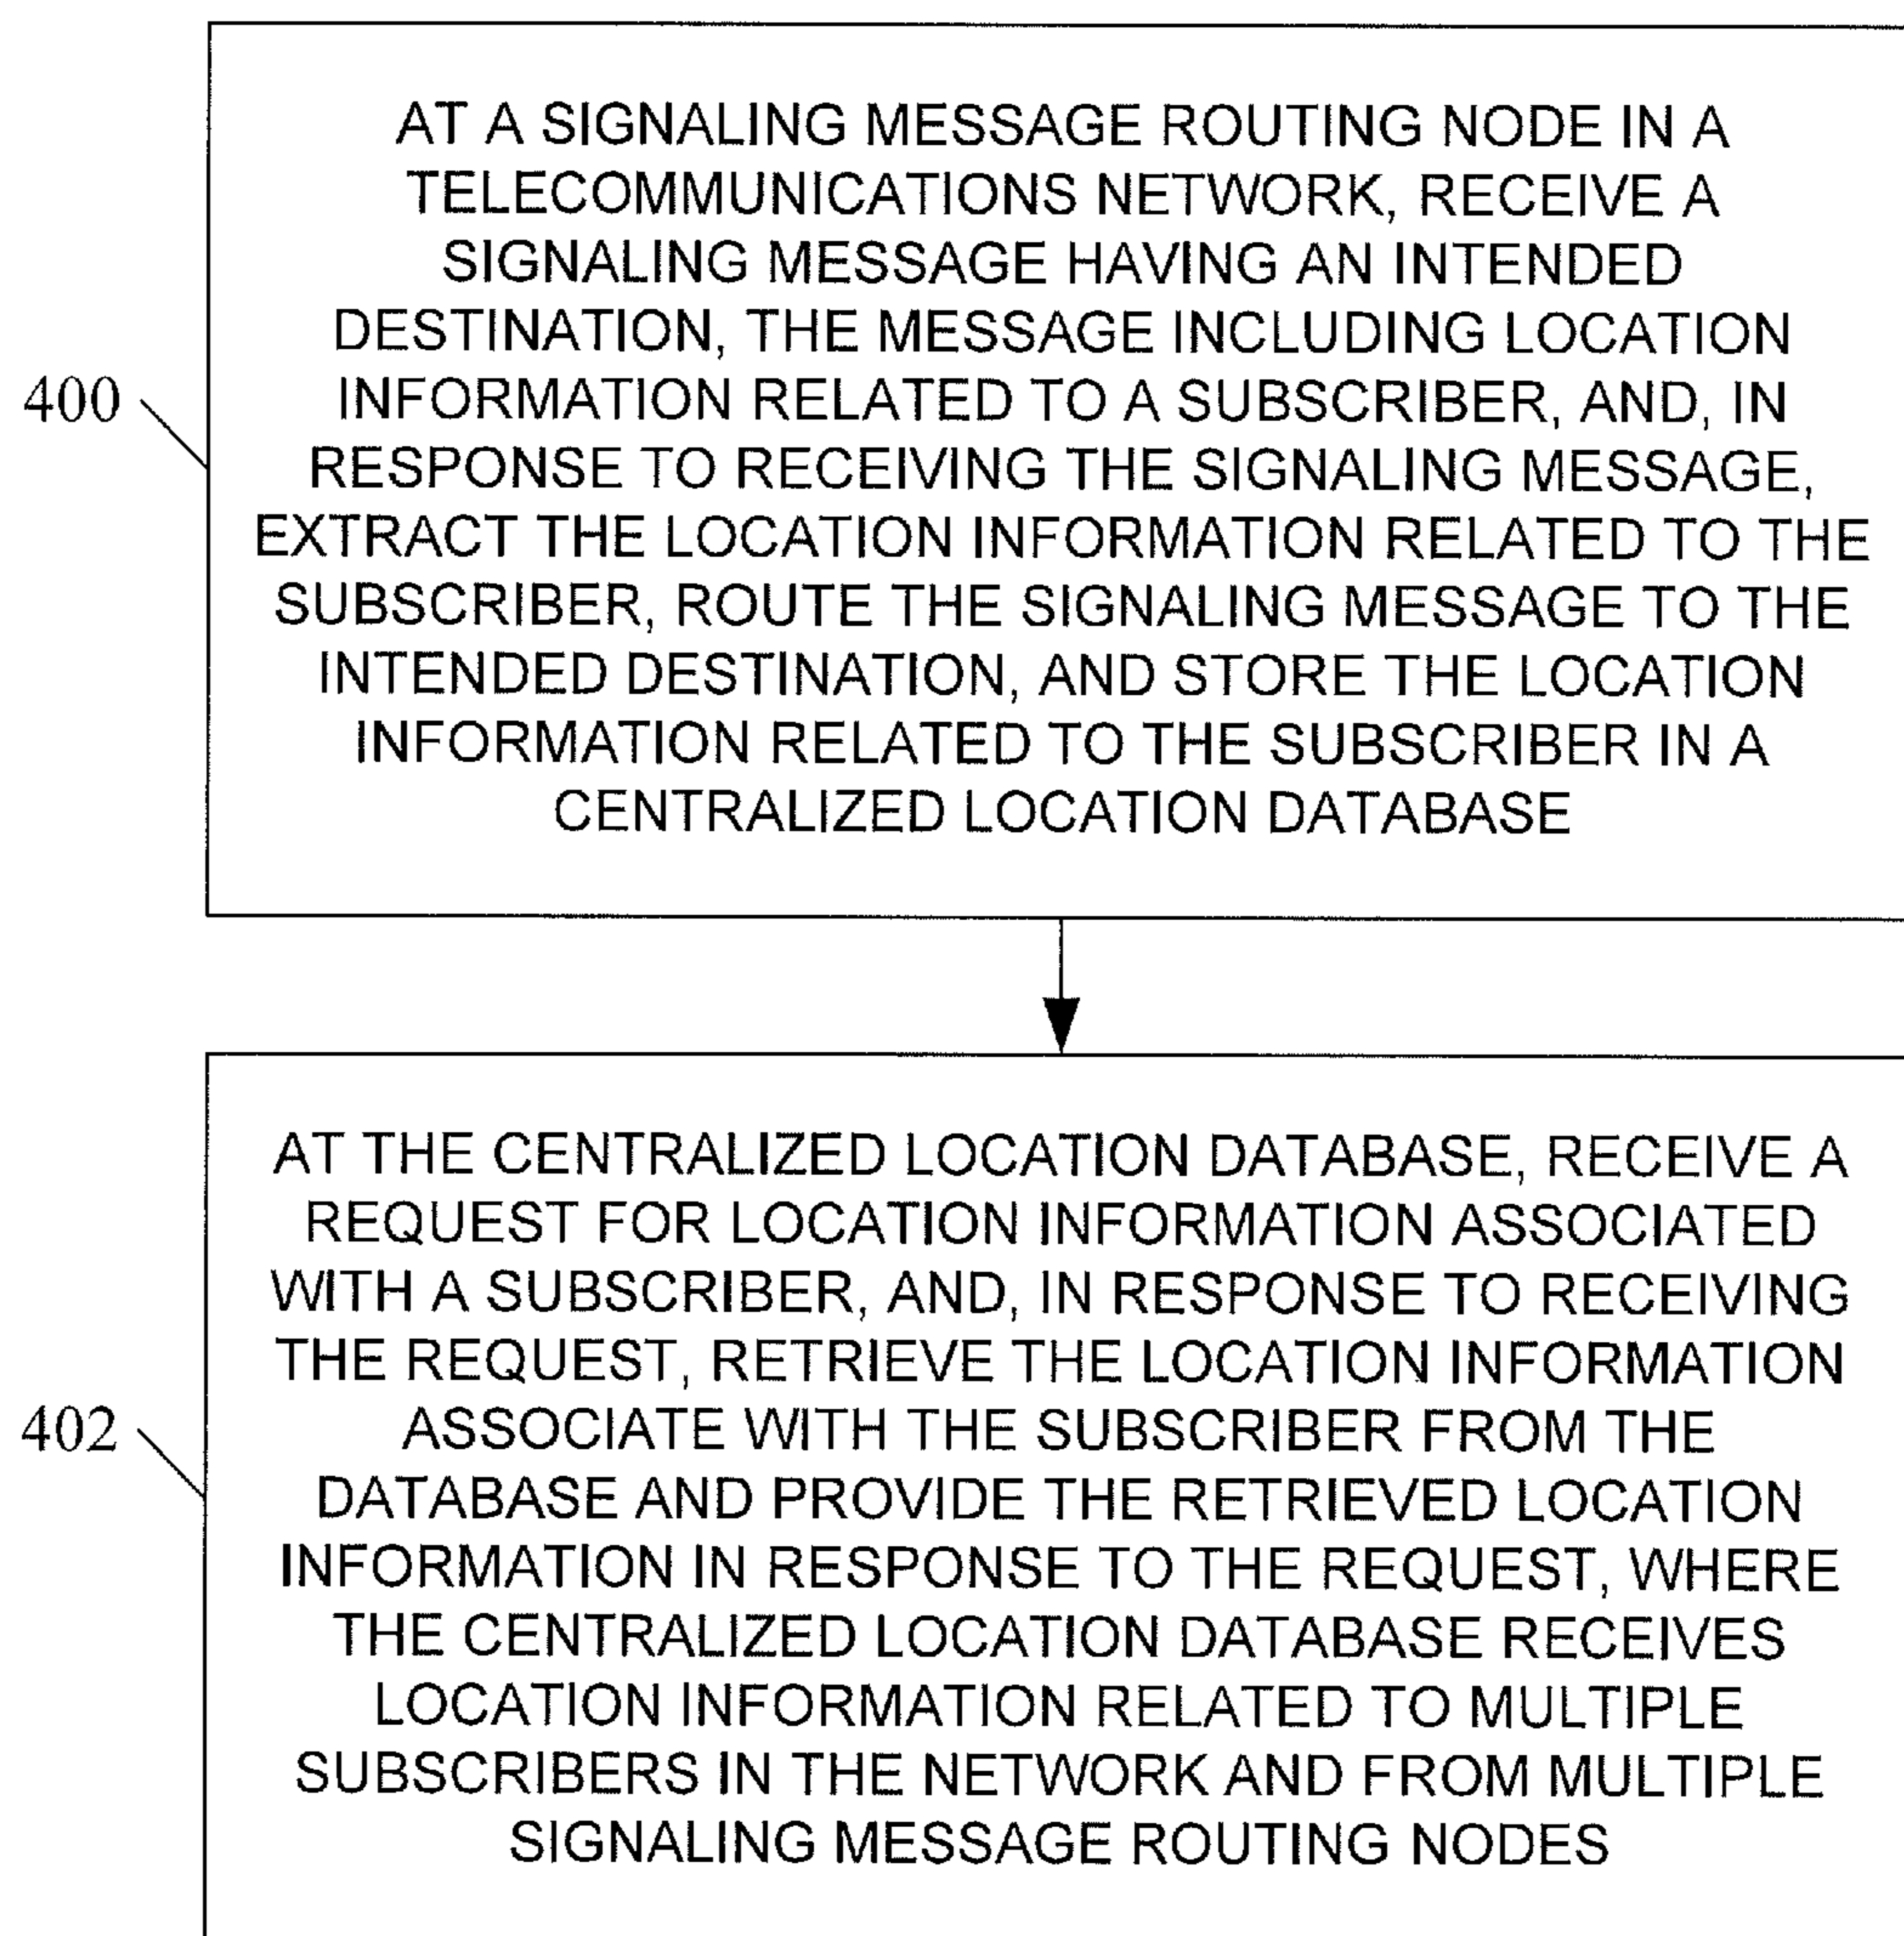 AT A SIGNALING MESSAGE ROUTING NODE IN A
TELECOMMUNICATIONS NETWORK, RECEIVE A
SIGNALING MESSAGE HAVING AN INTENDED
DESTINATION, THE MESSAGE INCLUDING LOCATION
400
INFORMATION RELATED TO A SUBSCRIBER, AND, IN
RESPONSE TO RECEIVING THE SIGNALING MESSAGE,
EXTRACT THE LOCATION INFORMATION RELATED TO THE
SUBSCRIBER, ROUTE THE SIGNALING MESSAGE TO THE
INTENDED DESTINATION, AND STORE THE LOCATION
INFORMATION RELATED TO THE SUBSCRIBER IN A
CENTRALIZED LOCATION DATABASE
AT THE CENTRALIZED LOCATION DATABASE, RECEIVE A
REQUEST FOR LOCATION INFORMATION ASSOCIATED
WITH A SUBSCRIBER, AND, IN RESPONSE TO RECEIVING
THE REQUEST, RETRIEVE THE LOCATION INFORMATION
402
ASSOCIATE WITH THE SUBSCRIBER FROM THE
DATABASE AND PROVIDE THE RETRIEVED LOCATION
INFORMATION IN RESPONSE TO THE REQUEST, WHERE
THE CENTRALIZED LOCATION DATABASE RECEIVES
LOCATION INFORMATION RELATED TO MULTIPLE
SUBSCRIBERS IN THE NETWORK AND FROM MULTIPLE
SIGNALING MESSAGE ROUTING NODES